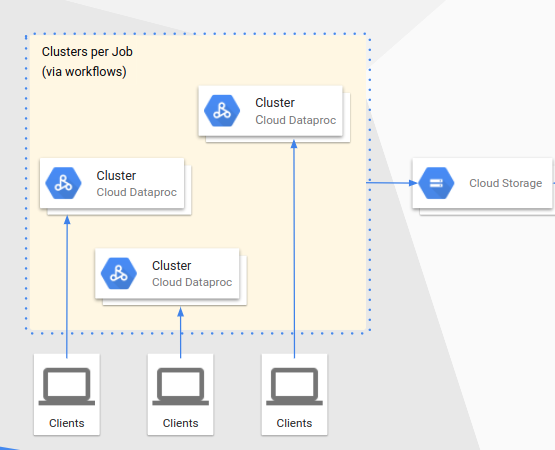 Clusters per Job
(via workflows)
Cluster
Cloud Dataproc
Cluster
Cloud Dataproc
Cloud Storage
Cluster
Cloud Dataproc
Clients
Clients
Clients